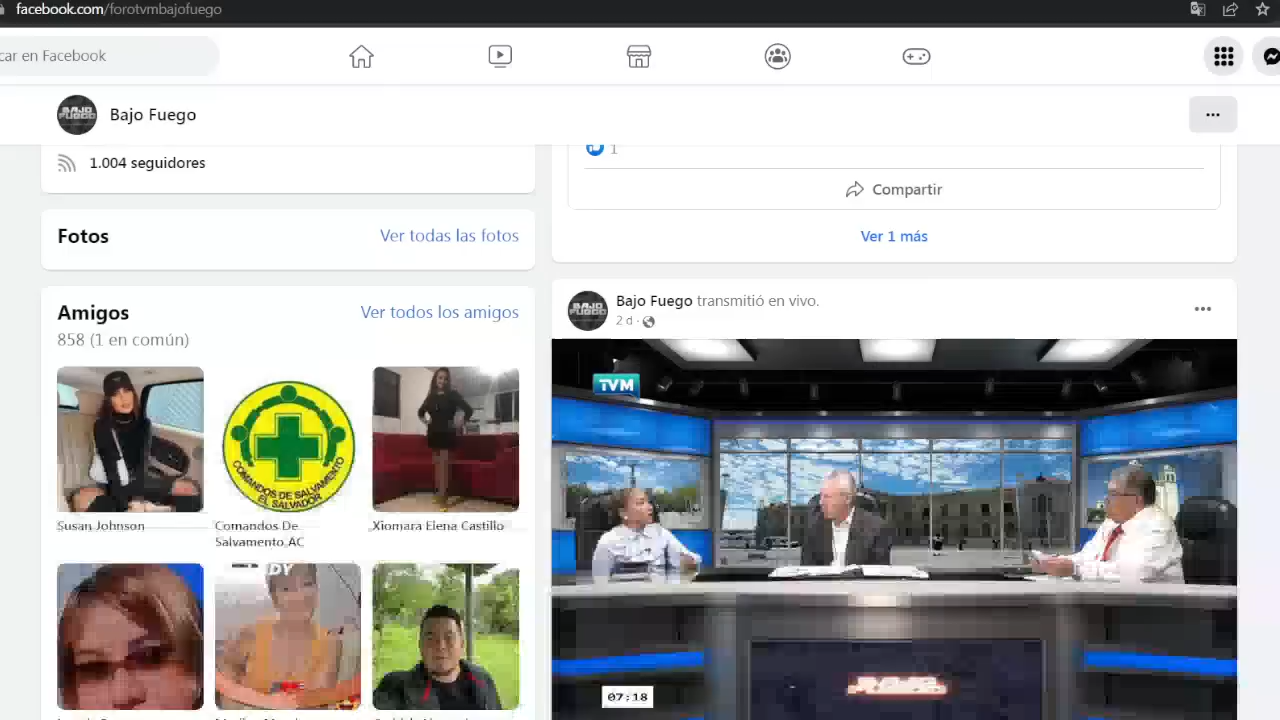 facebook.com/forotvmbajofuego
car en Facebook
BAJO
FUEGO
Bajo Fuego
1.004 seguidores
1
Compartir
Ver 1 más
Fotos
Ver todas las fotos
Amigos
Ver todos los amigos
858 (1 en común)
Bajo Fuego transmitió en vivo.
2 d
TVM
COMANDOS DE SALVAMENTO
EL SALVADOR
Susan Johnson
Comandos De
Salvamento AC
Xiomara Elena Castillo
07:18